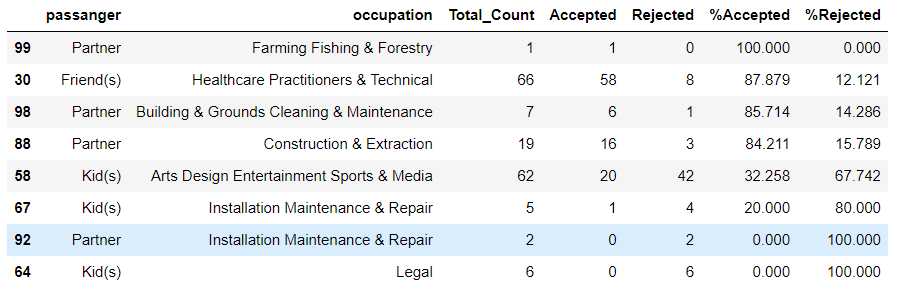 passanger occupation Total_Count Accepted Rejected %Accepted %Rejected
99 Partner Farming Fishing & Forestry 1 1 0 100.000 0.000
30 Friend(s) Healthcare Practitioners & Technical 66 58 8 87.879 12.121
98 Partner Building & Grounds Cleaning & Maintenance 7 6 1 85.714 14.286
88 Partner Construction & Extraction 19 16 3 84.211 15.789
58 Kid(s) Arts Design Entertainment Sports & Media 62 20 42 32.258 67.742
67 Kid(s) Installation Maintenance & Repair 5 1 4 20.000 80.000
92 Partner Installation Maintenance & Repair 2 0 2 0.000 100.000
64 Kid(s) Legal 6 0 6 0.000 100.000